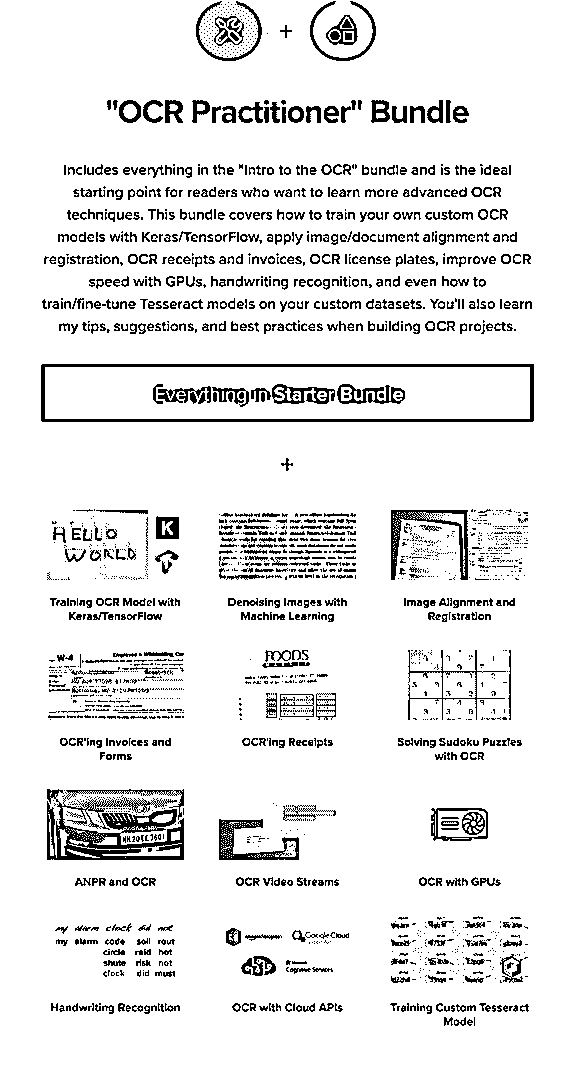 +
"OCR Practitioner" Bundle
Includes everything in the "Intro to the OCR" bundle and is the ideal
starting point for readers who want to learn more advanced OCR
techniques. This bundle covers how to train your own custom OCR
models with Keras/TensorFlow, apply image/document alignment and
registration, OCR receipts and invoices, OCR license plates, improve OCR
speed with GPUs, handwriting recognition, and even how to
train/fine-tune Tesseract models on your custom datasets. You'll also learn
my tips, suggestions, and best practices when building OCR projects.
Everything in Starter Bundle
+
HELLO
WORLD
K
Training OCR Model with
Keras/TensorFlow
Denoising Images with
Machine Learning
Image Alignment and
Registration
W-4
OCR'ing Invoices and
Forms
FOODS
OCR'ing Receipts
Solving Sudoku Puzzles
with OCR
ANPR and OCR
OCR Video Streams
OCR with GPUs
my alarm clock did not
my alarm code soil rout
circle raid hot
shute risk not
clock did must
Handwriting Recognition
Google Cloud
Cognitive Services
OCR with Cloud APIs
Training Custom Tesseract
Model